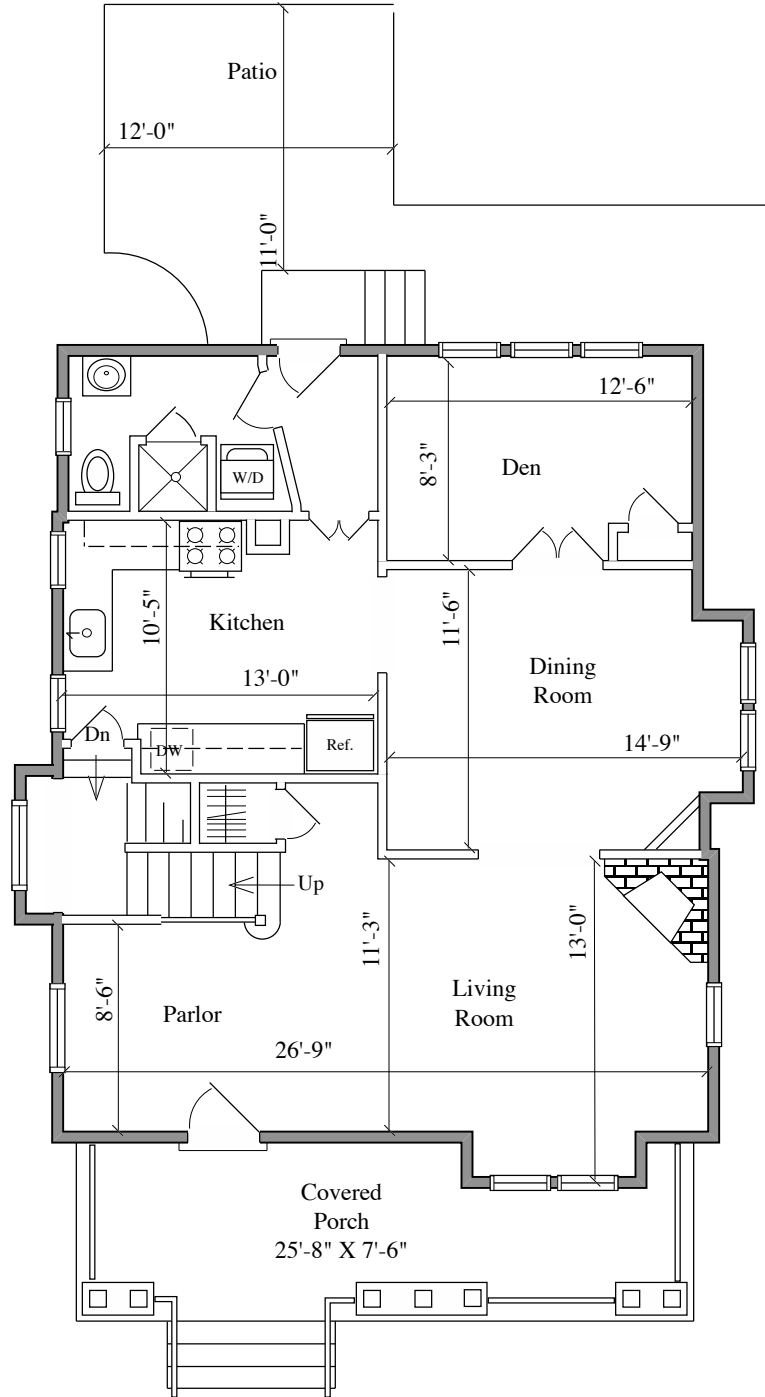 Patio
12'-0"
11'-0"
12'-6"
8'-3"
Den
W/D
Kitchen
10'-5"
13'-0"
11'-6"
Dining
Room
14'-9"
Dn
DW
Ref.
Up
8'-6"
Parlor
11'-3"
Living
Room
13'-0"
26'-9"
Covered
Porch
25'-8" X 7'-6"